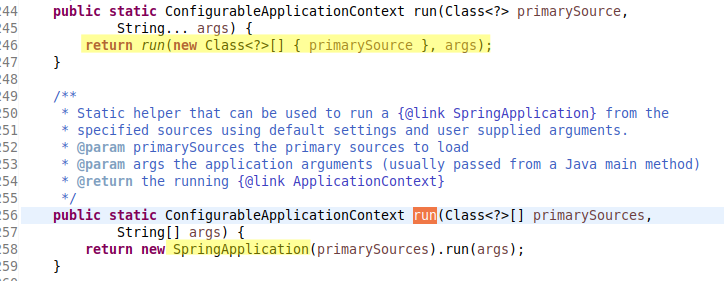 244 public static ConfigurableApplicationContext run(Class<?> primarySource,
245 String... args) {
246 return run(new Class<?>[] { primarySource }, args);
247 }
248
249 /**
250 * Static helper that can be used to run a {@link SpringApplication} from the
251 * specified sources using default settings and user supplied arguments.
252 * @param primarySources the primary sources to load
253 * @param args the application arguments (usually passed from a Java main method)
254 * @return the running {@link ApplicationContext}
255 */
256 public static ConfigurableApplicationContext run(Class<?>[] primarySources,
257 String[] args) {
258 return new SpringApplication(primarySources).run(args);
259 }